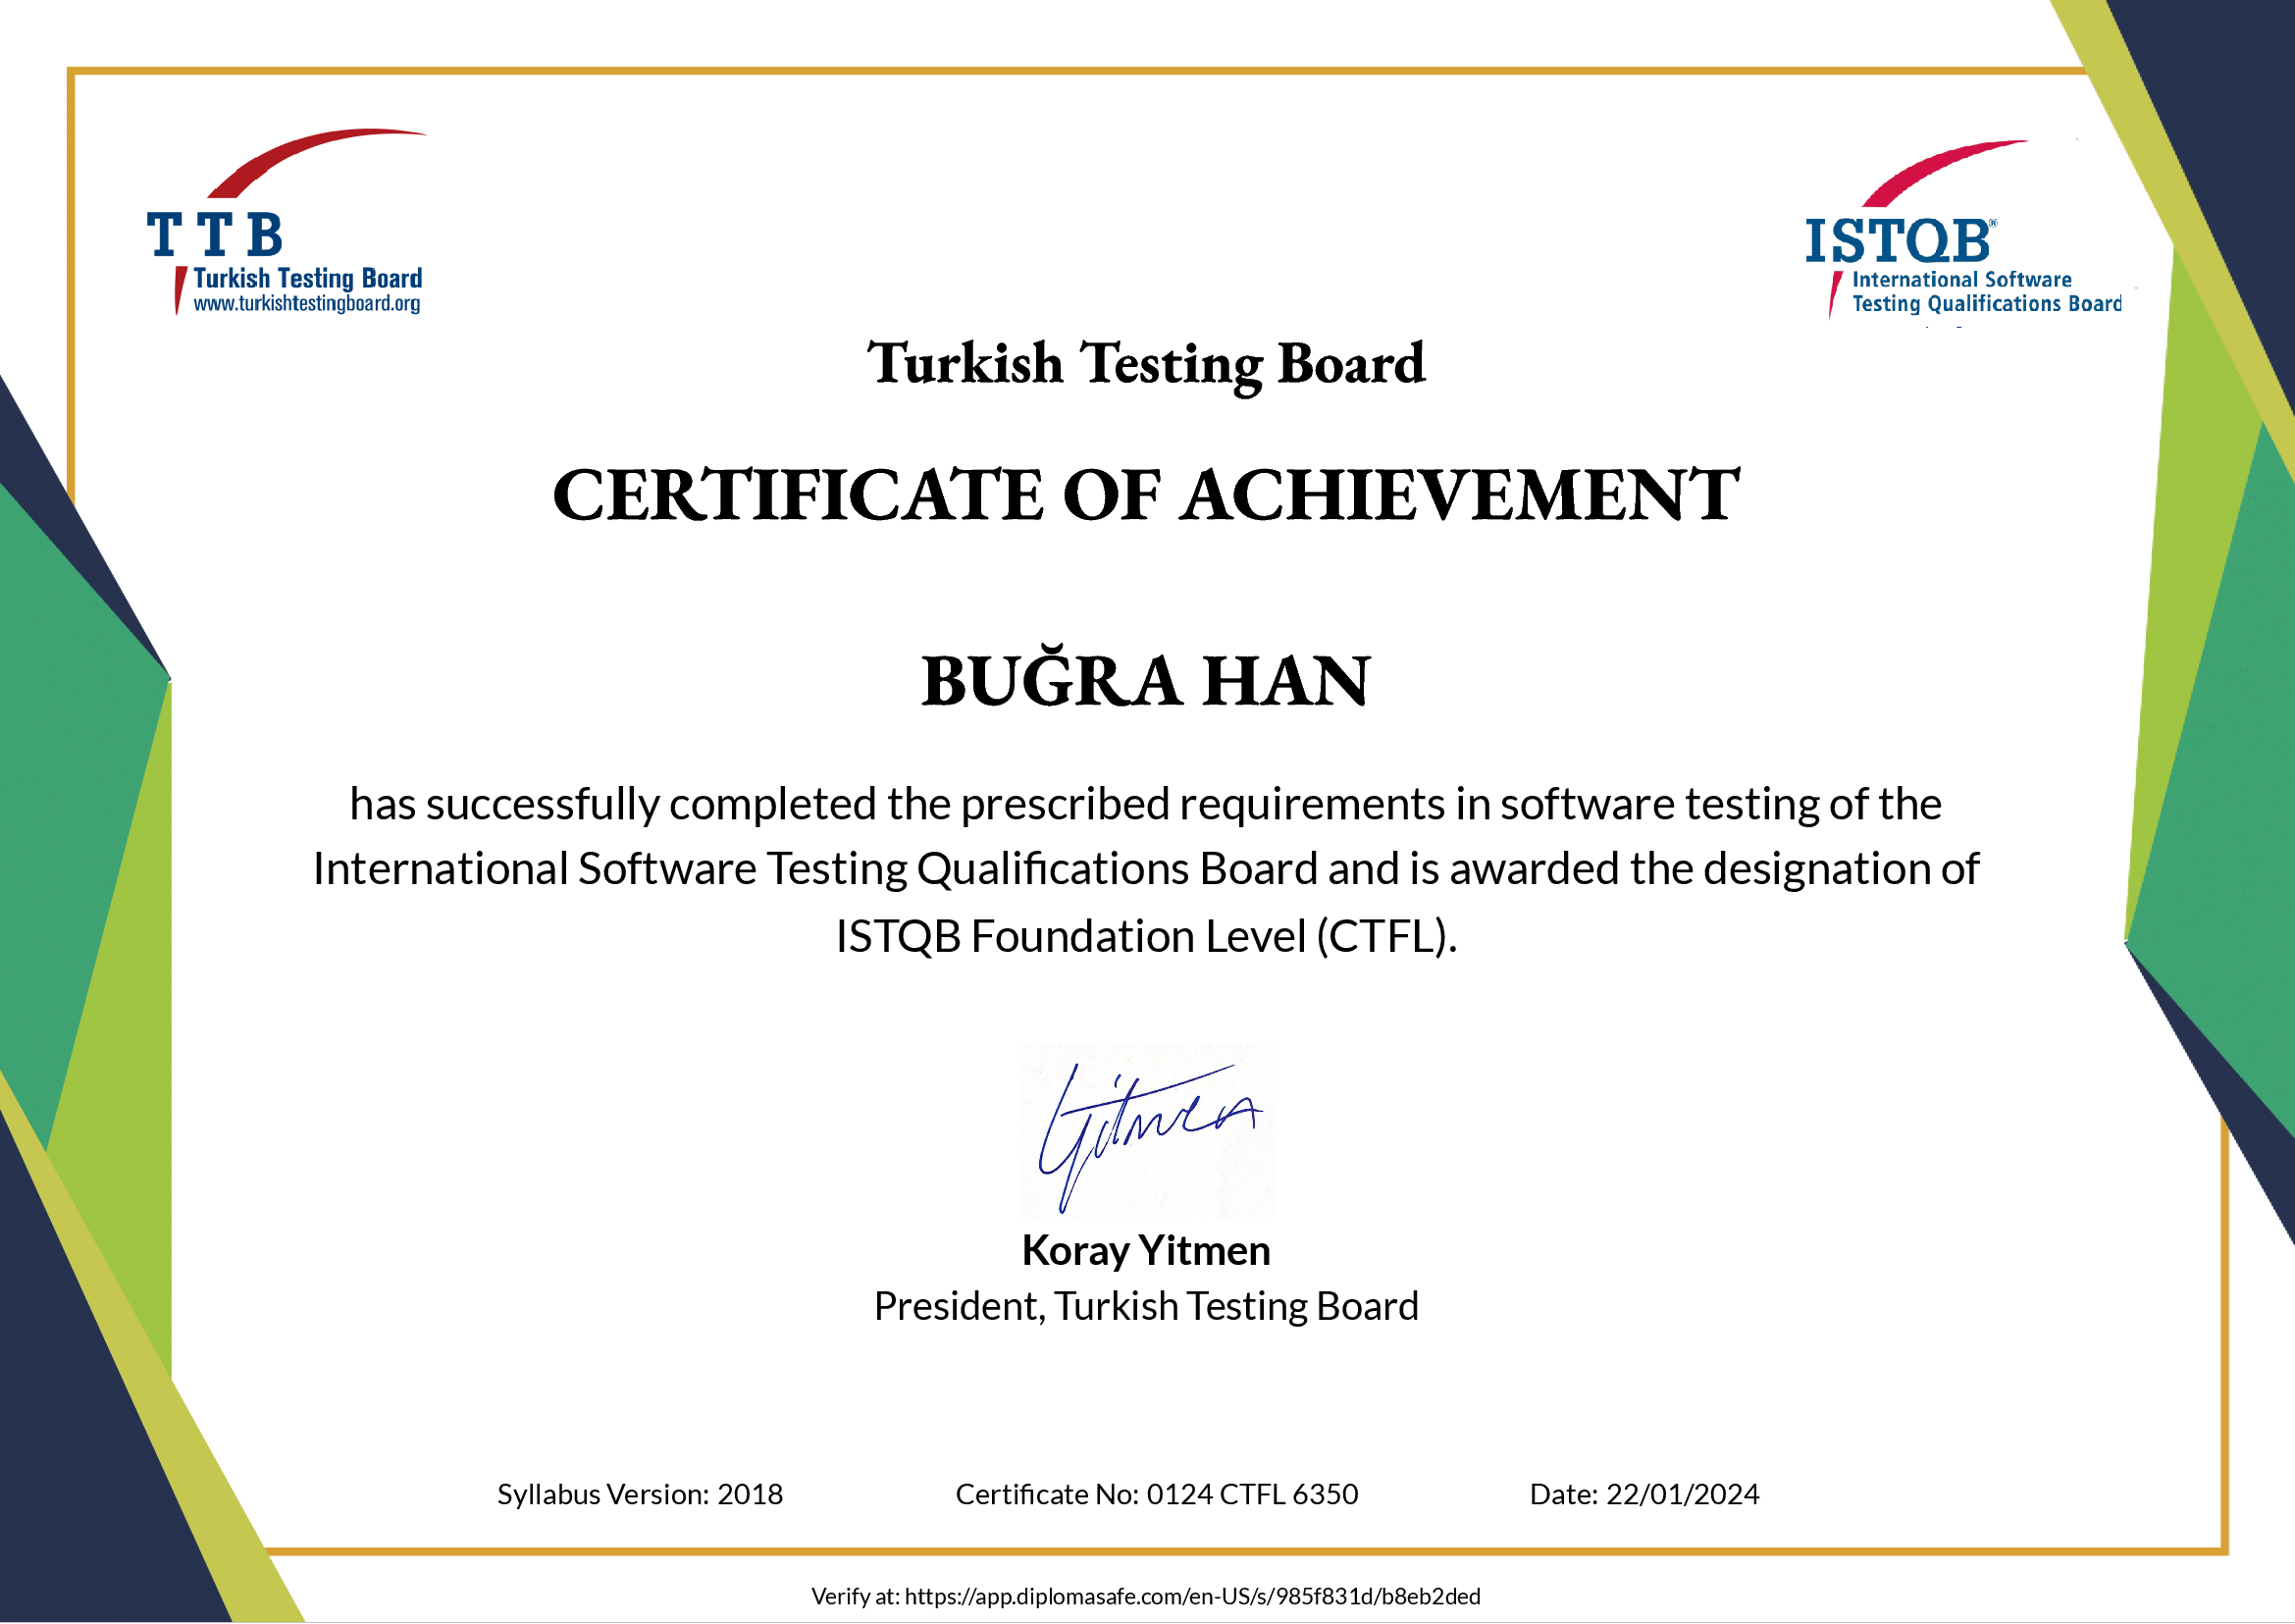 TTB
Turkish Testing Board
www.turkishtestingboard.org
ISTQB®
International Software
Testing Qualifications Board
Turkish Testing Board
CERTIFICATE OF ACHIEVEMENT
BUĞRA HAN
has successfully completed the prescribed requirements in software testing of the
International Software Testing Qualifications Board and is awarded the designation of
ISTQB Foundation Level (CTFL).
Yitmen
Koray Yitmen
President, Turkish Testing Board
Syllabus Version: 2018
Certificate No: 0124 CTFL 6350
Date: 22/01/2024
Verify at: https://app.diplomasafe.com/en-US/s/985f831d/b8eb2ded